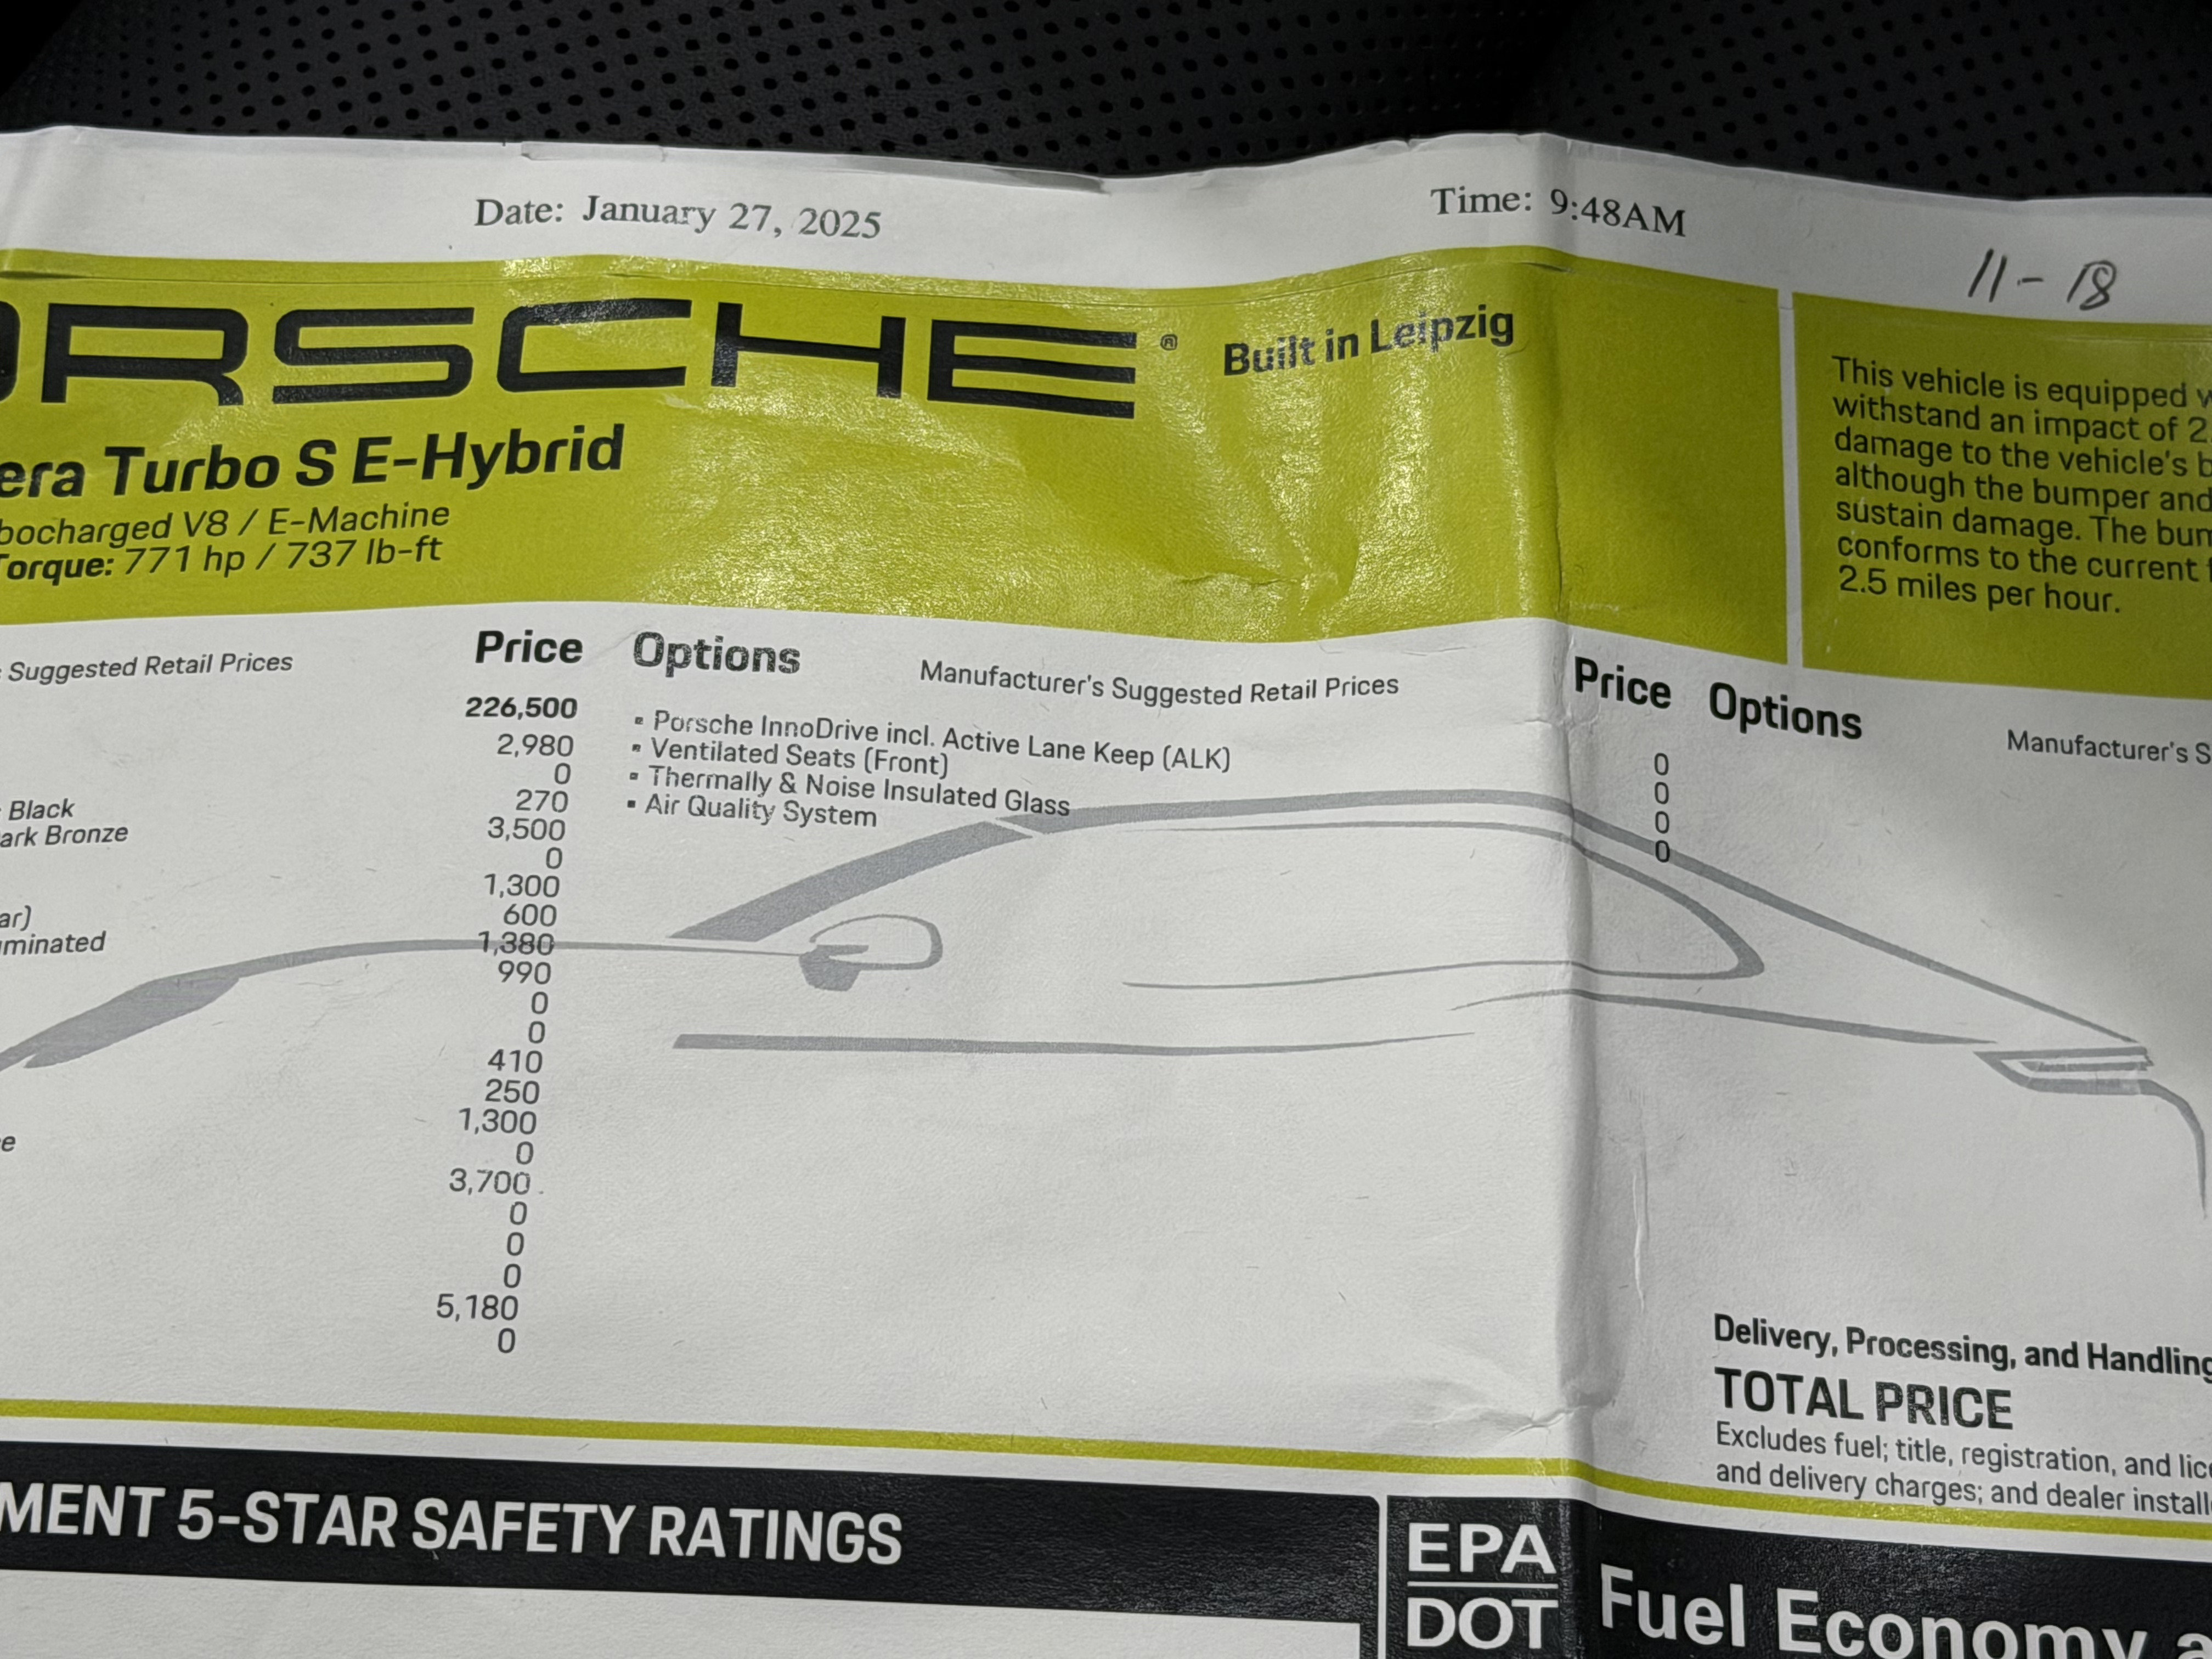 Date: January 27, 2025
Time: 9:48AM
11-18
ORSCHE® Built in Leipzig
era Turbo S E-Hybrid
bocharged V8 / E-Machine
Torque: 771 hp / 737 lb-ft
This vehicle is equipped
withstand an impact of 2
damage to the vehicle's b
although the bumper and
sustain damage. The bum
conforms to the current
2.5 miles per hour.
Suggested Retail Prices Price
226,500
2,980
0
Black 270
ark Bronze 3,500
0
1,300
ar) 600
minated 1,380
990
0
0
410
250
1,300
e 0
3,700
0
0
0
5,180
0
Options Manufacturer's Suggested Retail Prices Price
▪ Porsche InnoDrive incl. Active Lane Keep (ALK) 0
▪ Ventilated Seats (Front) 0
▪ Thermally & Noise Insulated Glass 0
▪ Air Quality System 0
Options Manufacturer's S
Delivery, Processing, and Handling
TOTAL PRICE
Excludes fuel; title, registration, and lic
and delivery charges; and dealer install
MENT 5-STAR SAFETY RATINGS
EPA
DOT
Fuel Economy a